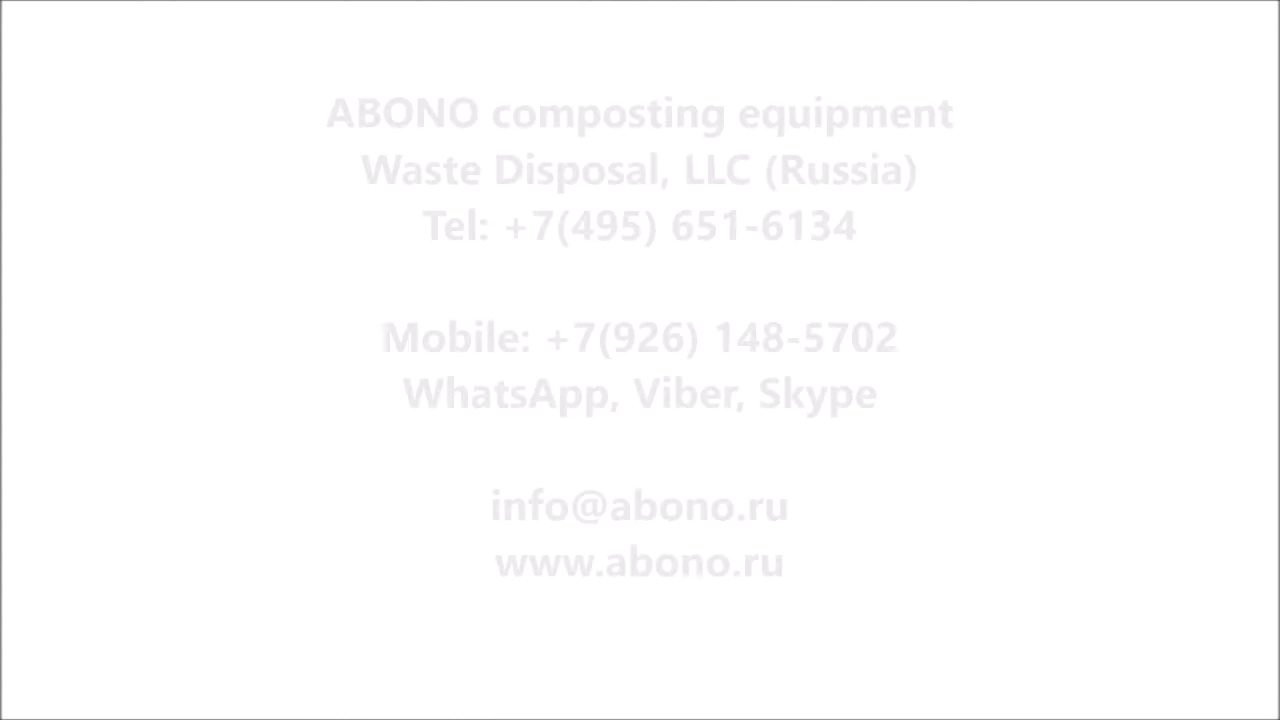 ABONO composting equipment
Waste Disposal, LLC (Russia)
Tel: +7(495) 651-6134
Mobile: +7(926) 148-5702
WhatsApp, Viber, Skype
info@abono.ru
www.abono.ru